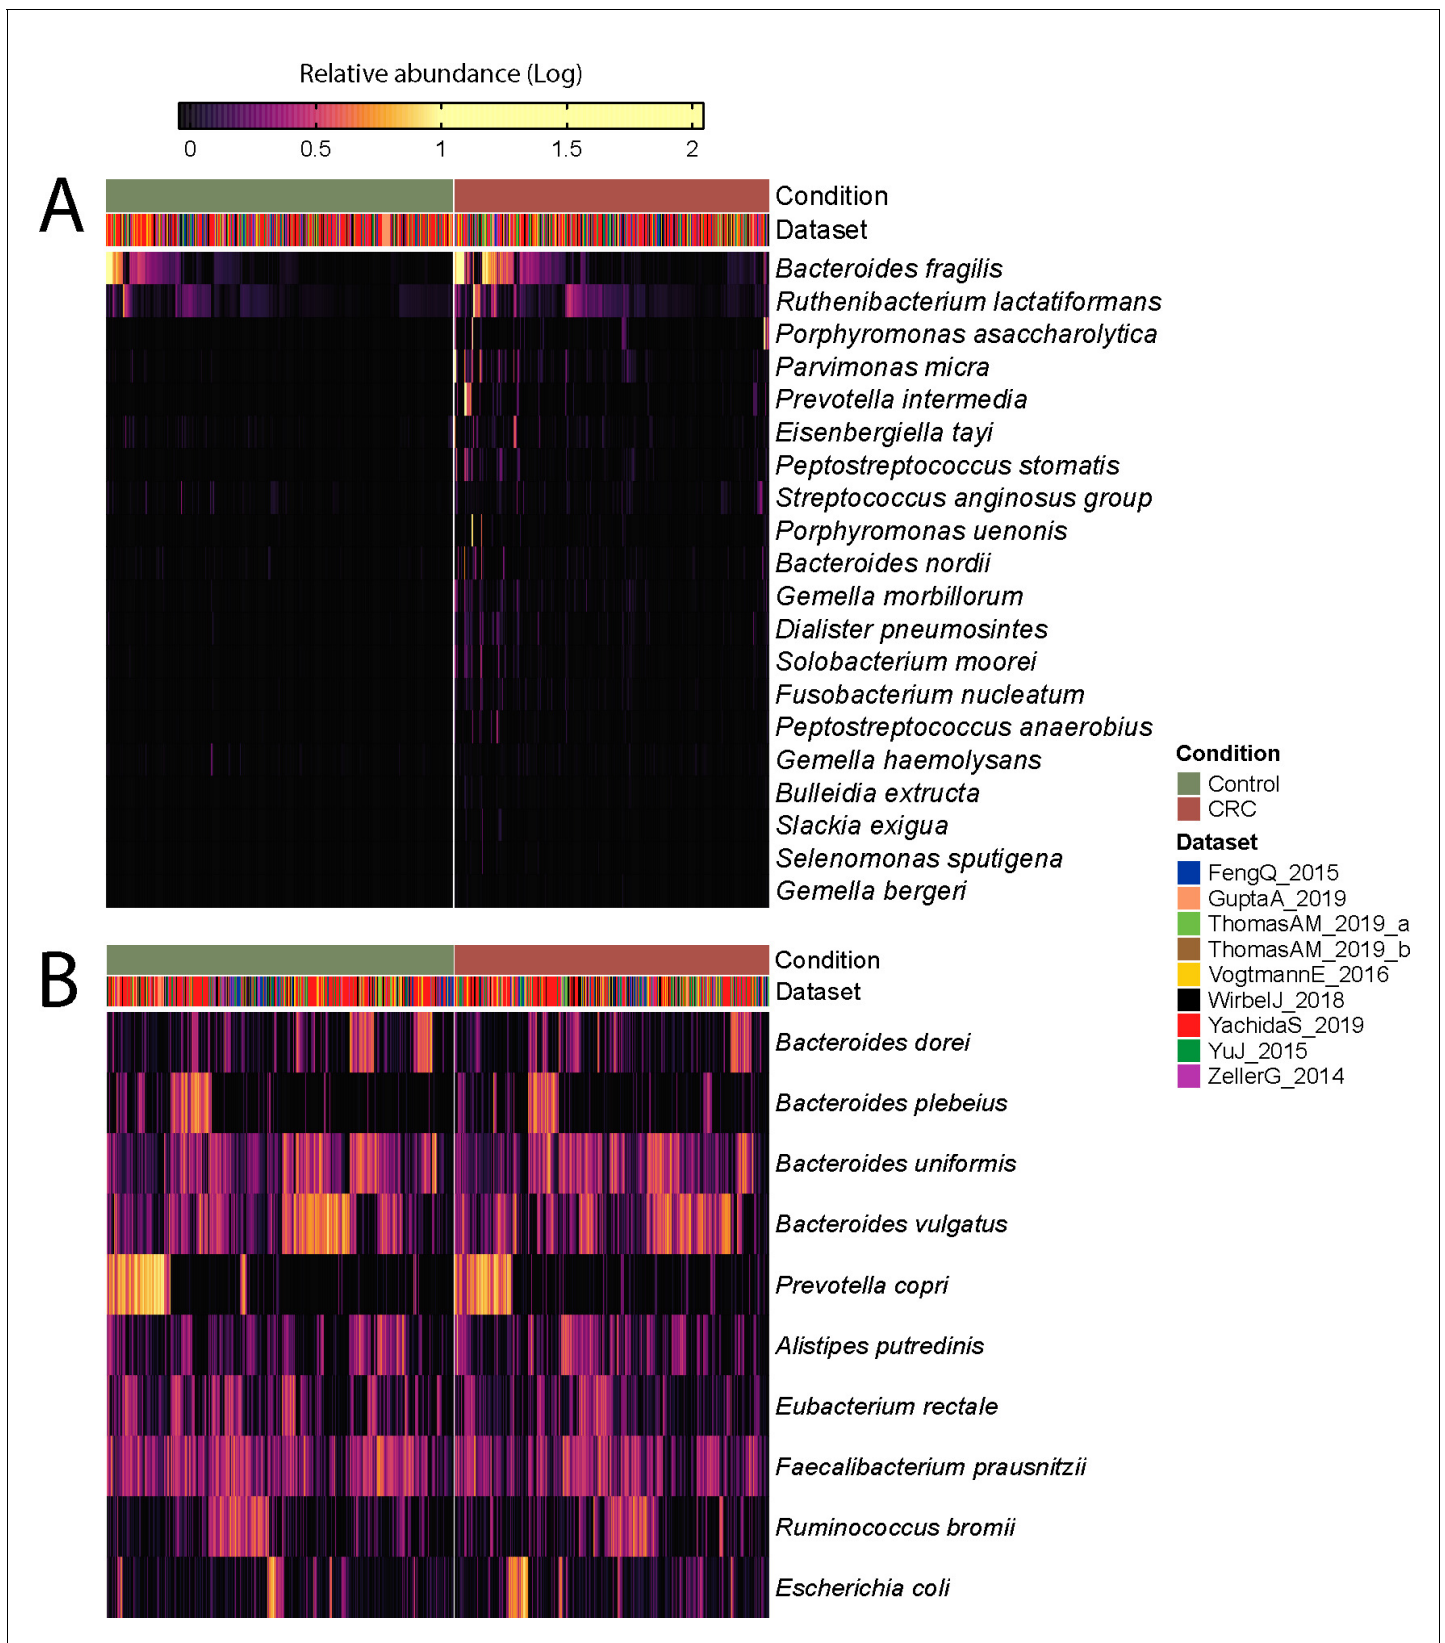 Relative abundance (Log)
0 0.5 1 1.5 2
A
Condition
Dataset
Bacteroides fragilis
Ruthenibacterium lactatiformans
Porphyromonas asaccharolytica
Parvimonas micra
Prevotella intermedia
Eisenbergiella tayi
Peptostreptococcus stomatis
Streptococcus anginosus group
Porphyromonas uenonis
Bacteroides nordii
Gemella morbillorum
Dialister pneumosintes
Solobacterium moorei
Fusobacterium nucleatum
Peptostreptococcus anaerobius
Gemella haemolysans
Bulleidia extructa
Slackia exigua
Selenomonas sputigena
Gemella bergeri
Condition
Control
CRC
Dataset
FengQ_2015
GuptaA_2019
ThomasAM_2019_a
ThomasAM_2019_b
VogtmannE_2016
WirbelJ_2018
YachidaS_2019
YuJ_2015
ZellerG_2014
B
Condition
Dataset
Bacteroides dorei
Bacteroides plebeius
Bacteroides uniformis
Bacteroides vulgatus
Prevotella copri
Alistipes putredinis
Eubacterium rectale
Faecalibacterium prausnitzii
Ruminococcus bromii
Escherichia coli